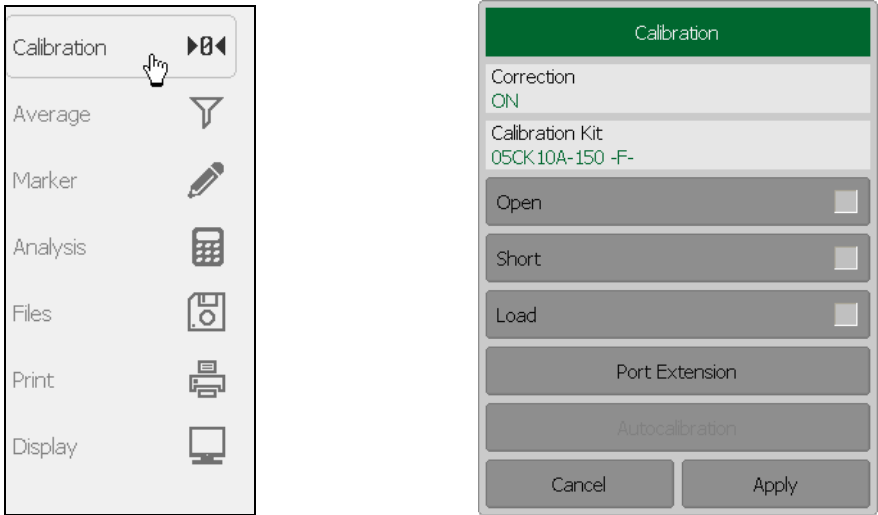 Calibration ▶0◀
Average
Marker
Analysis
Files
Print
Display
Calibration
Correction
ON
Calibration Kit
05CK10A-150 -F-
Open
Short
Load
Port Extension
Autocalibration
Cancel
Apply